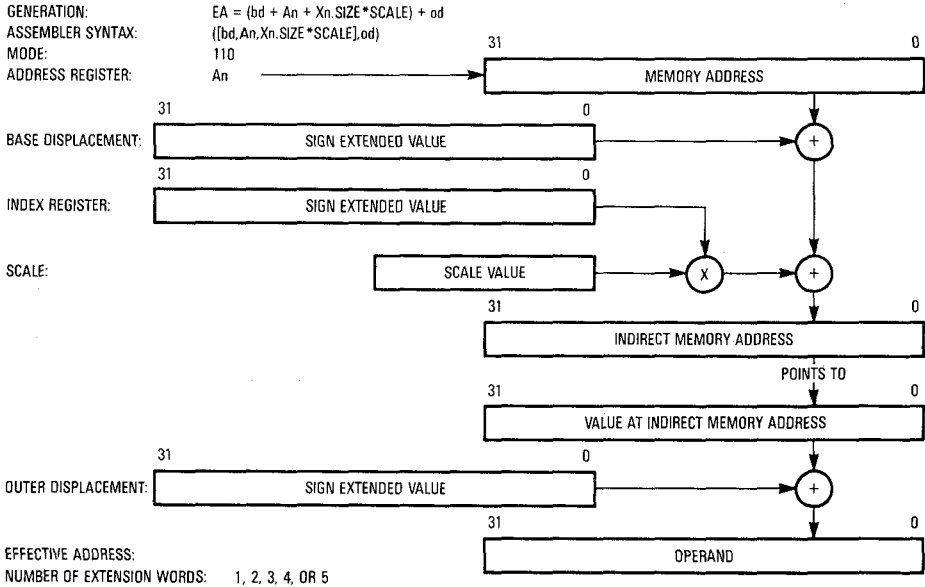 GENERATION: EA = (bd + An + Xn.SIZE*SCALE) + od
ASSEMBLER SYNTAX: ([bd,An,Xn.SIZE*SCALE],od)
MODE: 110
31 0
ADDRESS REGISTER: An MEMORY ADDRESS
31 0
BASE DISPLACEMENT: SIGN EXTENDED VALUE +
31 0
INDEX REGISTER: SIGN EXTENDED VALUE
SCALE: SCALE VALUE X +
31 0
INDIRECT MEMORY ADDRESS
POINTS TO
31 0
VALUE AT INDIRECT MEMORY ADDRESS
31 0
OUTER DISPLACEMENT: SIGN EXTENDED VALUE +
31 0
EFFECTIVE ADDRESS: OPERAND
NUMBER OF EXTENSION WORDS: 1, 2, 3, 4, OR 5